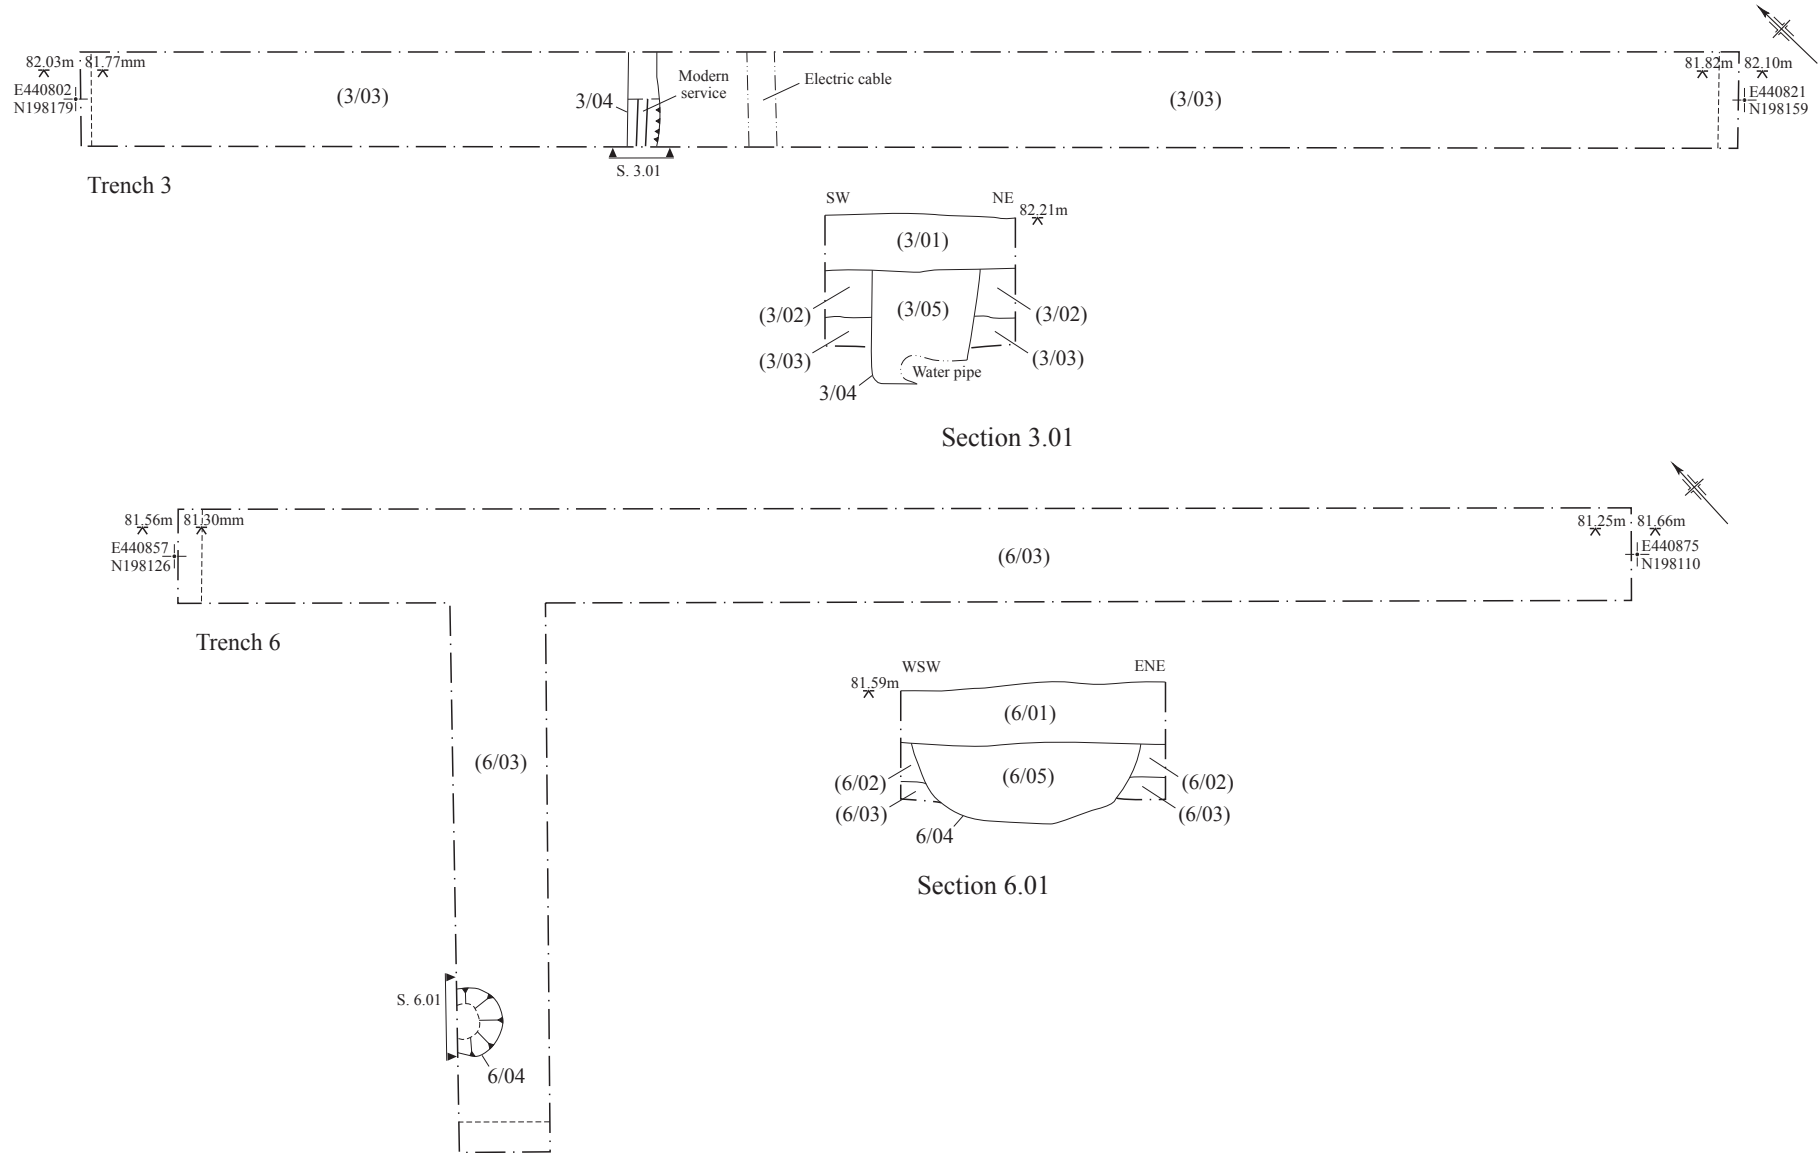 82.03m 81.77mm
E440802
N198179
(3/03)
3/04
Modern
service
Electric cable
(3/03)
81.82m 82.10m
E440821
N198159
S. 3.01
Trench 3
SW NE
82.21m
(3/01)
(3/02) (3/05) (3/02)
(3/03) (3/03)
Water pipe
3/04
Section 3.01
81.56m 81.30mm
E440857
N198126
(6/03)
81.25m 81.66m
E440875
N198110
Trench 6
WSW ENE
81.59m
(6/01)
(6/03)
(6/02) (6/05) (6/02)
(6/03) (6/03)
6/04
Section 6.01
S. 6.01
6/04